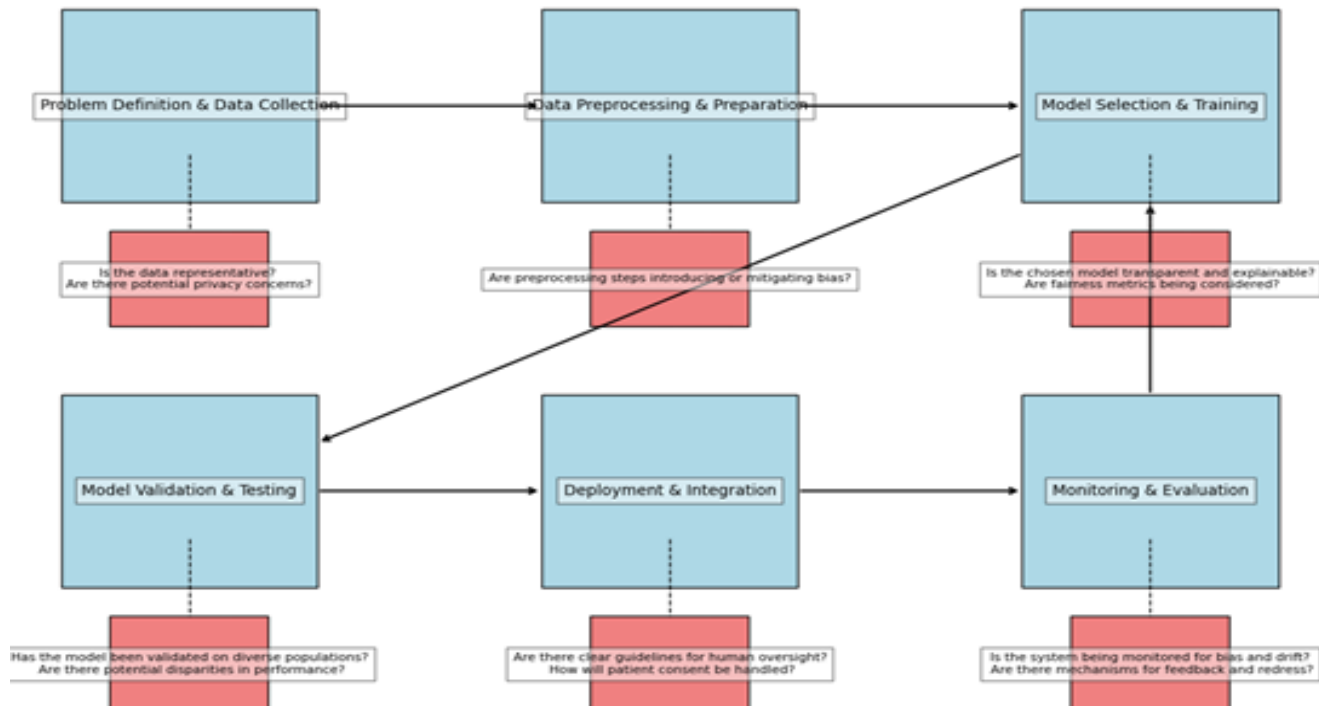 Problem Definition & Data Collection
Data Preprocessing & Preparation
Model Selection & Training
Is the data representative?
Are there potential privacy concerns?
Are preprocessing steps introducing or mitigating bias?
Is the chosen model transparent and explainable?
Are fairness metrics being considered?
Model Validation & Testing
Deployment & Integration
Monitoring & Evaluation
Has the model been validated on diverse populations?
Are there potential disparities in performance?
Are there clear guidelines for human oversight?
How will patient consent be handled?
Is the system being monitored for bias and drift?
Are there mechanisms for feedback and redress?